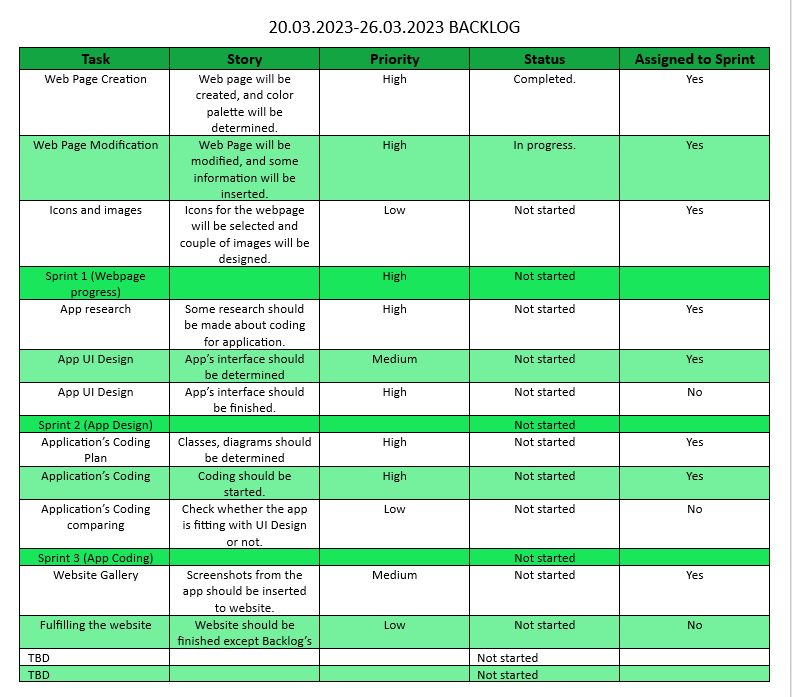 20.03.2023-26.03.2023 BACKLOG
Task Story Priority Status Assigned to Sprint
Web Page Creation Web page will be High Completed. Yes
created, and color
palette will be
determined.
Web Page Modification Web Page will be High In progress. Yes
modified, and some
information will be
inserted.
Icons and images Icons for the webpage Low Not started Yes
will be selected and
couple of images will be
designed.
Sprint 1 (Webpage High Not started
progress)
App research Some research should High Not started Yes
be made about coding
for application.
App UI Design App’s interface should Medium Not started Yes
be determined
App UI Design App’s interface should High Not started No
be finished.
Sprint 2 (App Design) Not started
Application’s Coding Classes, diagrams should High Not started Yes
Plan be determined
Application’s Coding Coding should be High Not started Yes
started.
Application’s Coding Check whether the app Low Not started No
comparing is fitting with UI Design
or not.
Sprint 3 (App Coding) Not started
Website Gallery Screenshots from the Medium Not started Yes
app should be inserted
to website.
Fulfilling the website Website should be Low Not started No
finished except Backlog’s
TBD Not started
TBD Not started